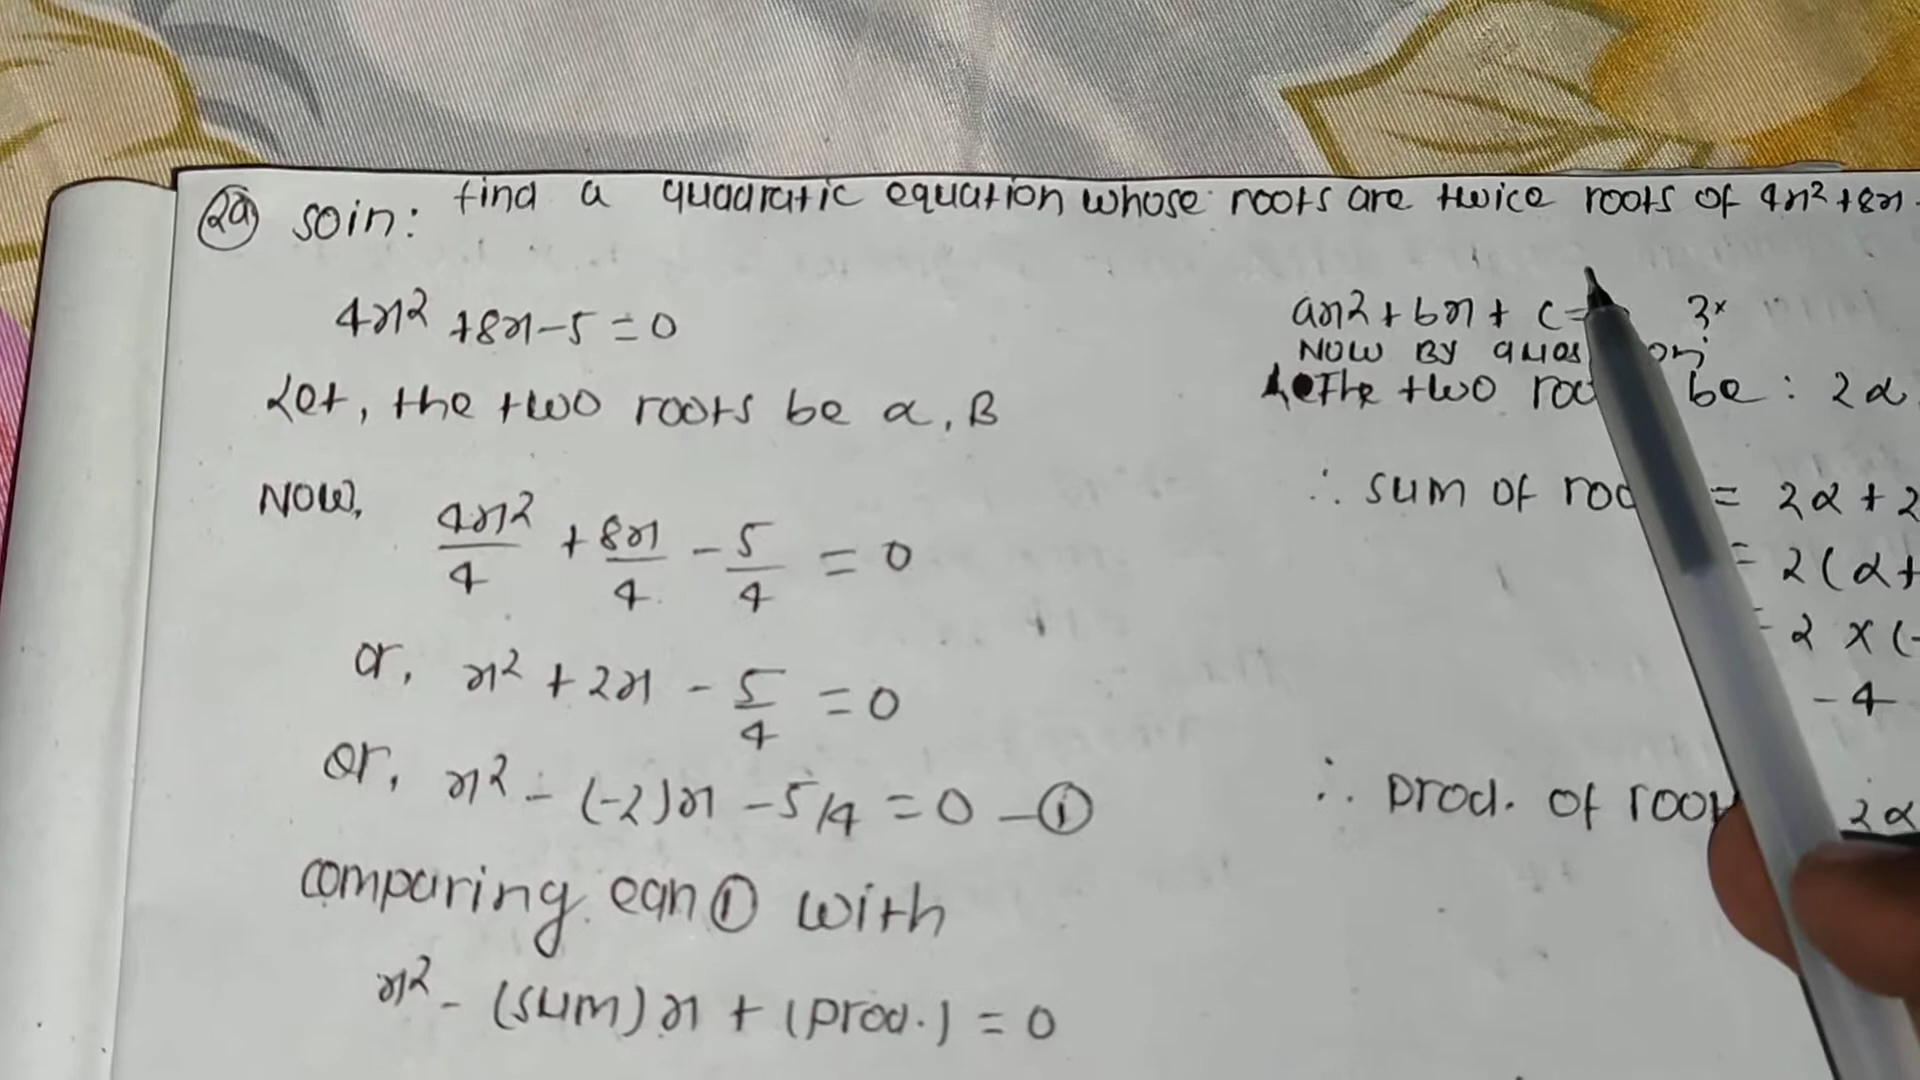 2a) soln: find a quadratic equation whose roots are twice roots of 4x² + 8x
4x² + 8x - 5 = 0
Let, the two roots be α, β
Now,
4x²/4 + 8x/4 - 5/4 = 0
or, x² + 2x - 5/4 = 0
or, x² - (-2)x - 5/4 = 0 — ①
comparing eqn ① with
x² - (sum)x + (prod.) = 0
ax² + bx + c =
NOW BY
The two be : 2α
∴ sum of = 2α + 2
= 2(α +
2 × (-
- 4
∴ prod. of 2α